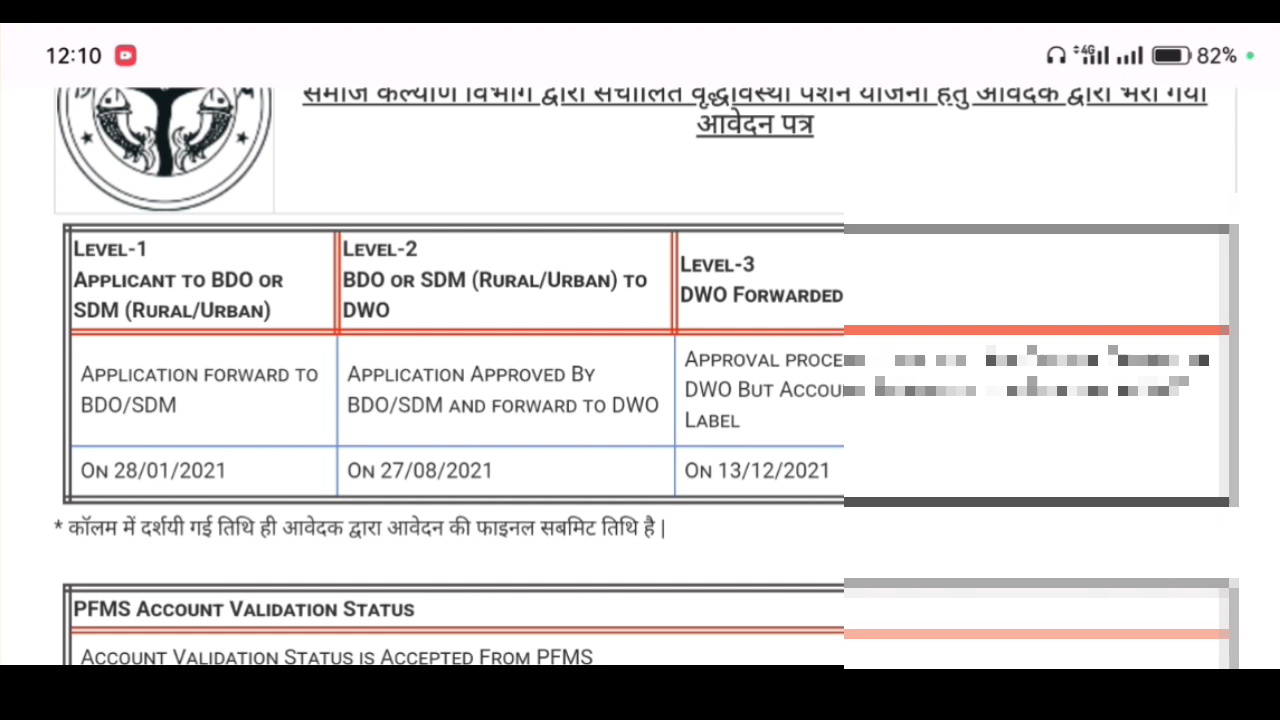 12:10
4G
82%
समाज कल्याण विभाग द्वारा संचालित वृद्धावस्था पेंशन योजना हेतु आवेदक द्वारा भरा गया
आवेदन पत्र
LEVEL-1
APPLICANT TO BDO OR
SDM (RURAL/URBAN)
LEVEL-2
BDO OR SDM (RURAL/URBAN) TO
DWO
LEVEL-3
DWO FORWARDED
APPLICATION FORWARD TO
BDO/SDM
APPLICATION APPROVED BY
BDO/SDM AND FORWARD TO DWO
APPROVAL
DWO BUT
LABEL
ON 28/01/2021
ON 27/08/2021
ON 13/12/2021
* कॉलम में दर्शयी गई तिथि ही आवेदक द्वारा आवेदन की फाइनल सबमिट तिथि है |
PFMS ACCOUNT VALIDATION STATUS
ACCOUNT VALIDATION STATUS IS ACCEPTED FROM PFMS